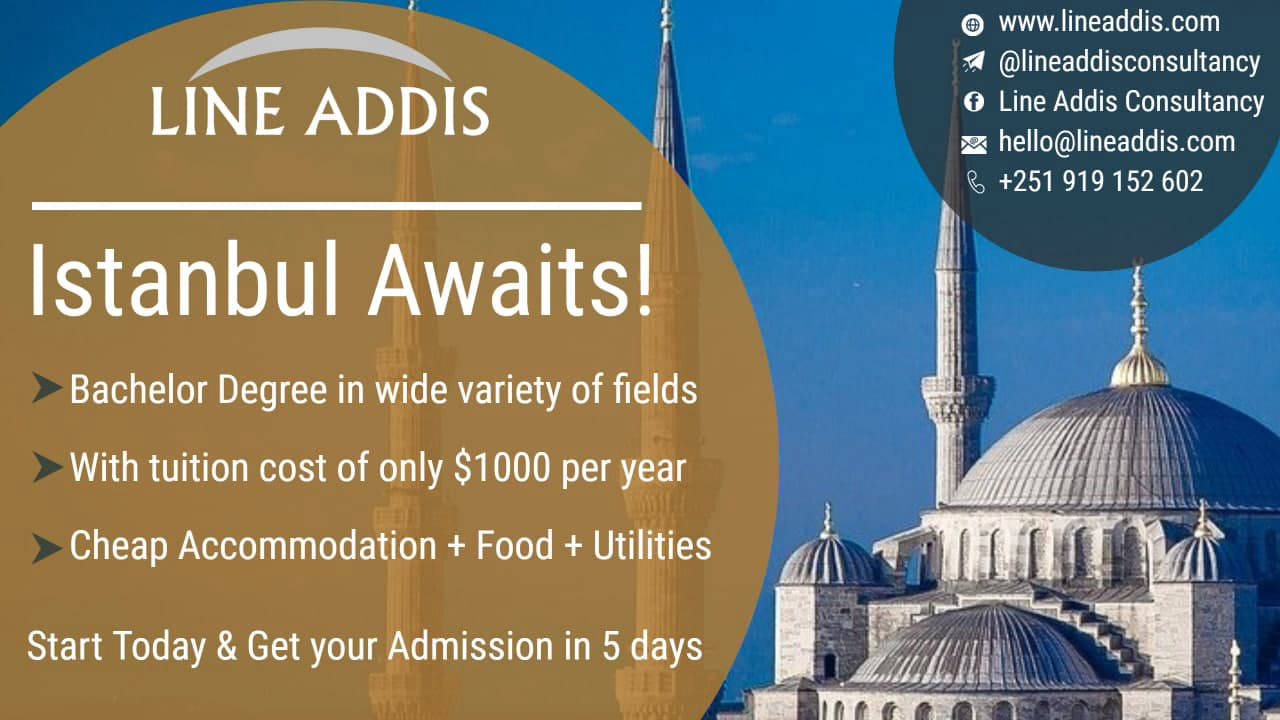 LINE ADDIS
Istanbul Awaits!
Bachelor Degree in wide variety of fields
With tuition cost of only $1000 per year
Cheap Accommodation + Food + Utilities
Start Today & Get your Admission in 5 days
www.lineaddis.com
@lineaddisconsultancy
Line Addis Consultancy
hello@lineaddis.com
+251 919 152 602